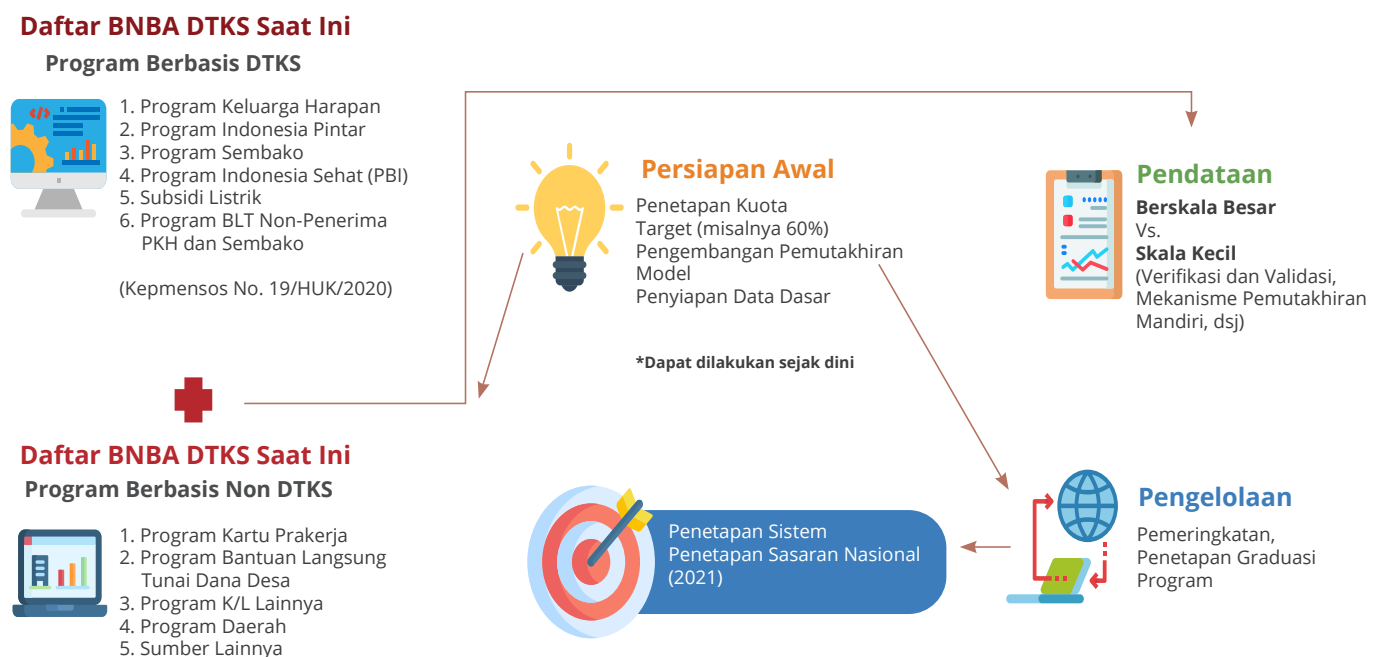 Daftar BNBA DTKS Saat Ini
Program Berbasis DTKS
1. Program Keluarga Harapan
2. Program Indonesia Pintar
3. Program Sembako
4. Program Indonesia Sehat (PBI)
5. Subsidi Listrik
6. Program BLT Non-Penerima
PKH dan Sembako
(Kepmensos No. 19/HUK/2020)
Daftar BNBA DTKS Saat Ini
Program Berbasis Non DTKS
1. Program Kartu Prakerja
2. Program Bantuan Langsung
Tunai Dana Desa
3. Program K/L Lainnya
4. Program Daerah
5. Sumber Lainnya
Persiapan Awal
Penetapan Kuota
Target (misalnya 60%)
Pengembangan Pemutakhiran
Model
Penyiapan Data Dasar
*Dapat dilakukan sejak dini
Pendataan
Berskala Besar
Vs.
Skala Kecil
(Verifikasi dan Validasi,
Mekanisme Pemutakhiran
Mandiri, dsj)
Pengelolaan
Pemeringkatan,
Penetapan Graduasi
Program
Penetapan Sistem
Penetapan Sasaran Nasional
(2021)